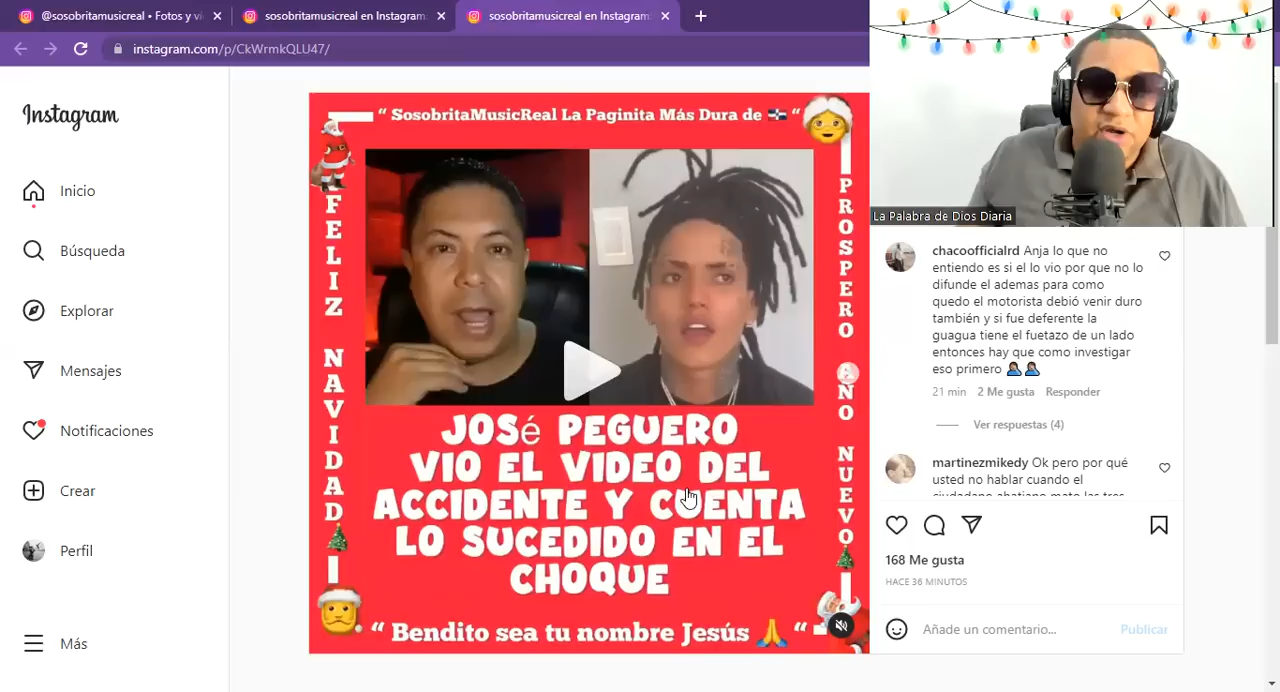 @sosobritamusicreal • Fotos y vi
sosobritamusicreal en Instagram:
sosobritamusicreal en Instagram
instagram.com/p/CkWrmkQLU47/
Instagram
Inicio
Búsqueda
Explorar
Mensajes
Notificaciones
Crear
Perfil
Más
“ SosobritaMusicReal La Paginita Más Dura de 🇩🇴 “
FELIZ NAVIDAD
PROSPERO AÑO NUEVO
JOSé PEGUERO
VIO EL VIDEO DEL
ACCIDENTE Y CUENTA
LO SUCEDIDO EN EL
CHOQUE
“ Bendito sea tu nombre Jesús 🙏 “
La Palabra de Dios Diaria
chacoofficialrd Anja lo que no
entiendo es si el lo vio por que no lo
difunde el ademas para como
quedo el motorista debió venir duro
también y si fue deferente la
guagua tiene el fuetazo de un lado
entonces hay que como investigar
eso primero 🤦🏽‍♂️🤦🏽‍♂️
21 min 2 Me gusta Responder
Ver respuestas (4)
martinezmikedy Ok pero por qué
usted no hablar cuando el
ciudadano ahatiano mato las tres
168 Me gusta
HACE 36 MINUTOS
Añade un comentario...
Publicar